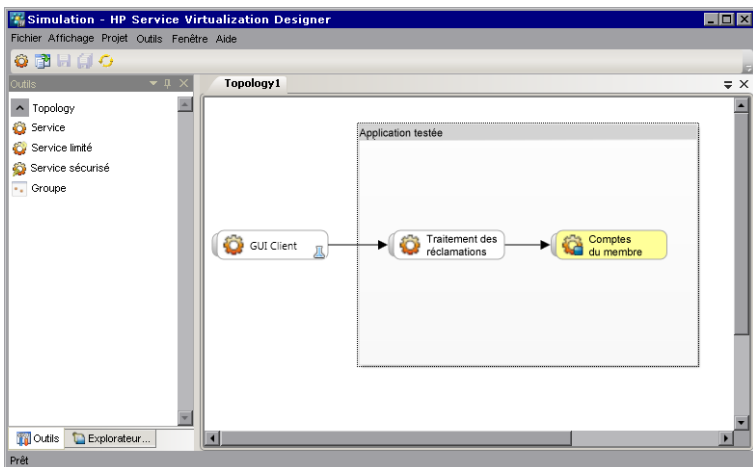 Simulation - HP Service Virtualization Designer
Fichier Affichage Projet Outils Fenêtre Aide
Outils
Topology
Service
Service limité
Service sécurisé
Groupe
Topology1
Application testée
GUI Client
Traitement des
réclamations
Comptes
du membre
Outils
Explorateur...
Prêt